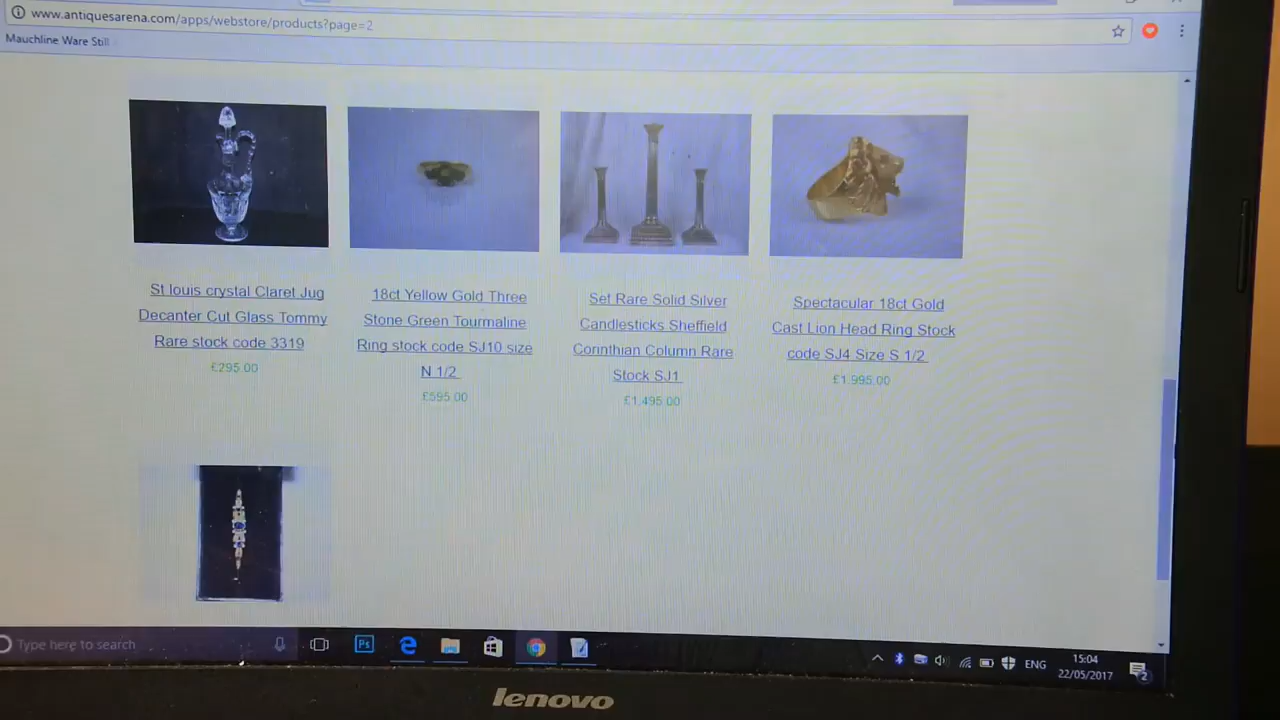 www.antiquesarena.com/apps/webstore/products?page=2
Mauchline Ware Still
St louis crystal Claret Jug
Decanter Cut Glass Tommy
Rare stock code 3319
£295.00
18ct Yellow Gold Three
Stone Green Tourmaline
Ring stock code SJ10 size
N 1/2
£595.00
Set Rare Solid Silver
Candlesticks Sheffield
Corinthian Column Rare
Stock SJ1
£1,495.00
Spectacular 18ct Gold
Cast Lion Head Ring Stock
code SJ4 Size S 1/2
£1,995.00
Type here to search
Ps
ENG
15:04
22/05/2017
2
lenovo